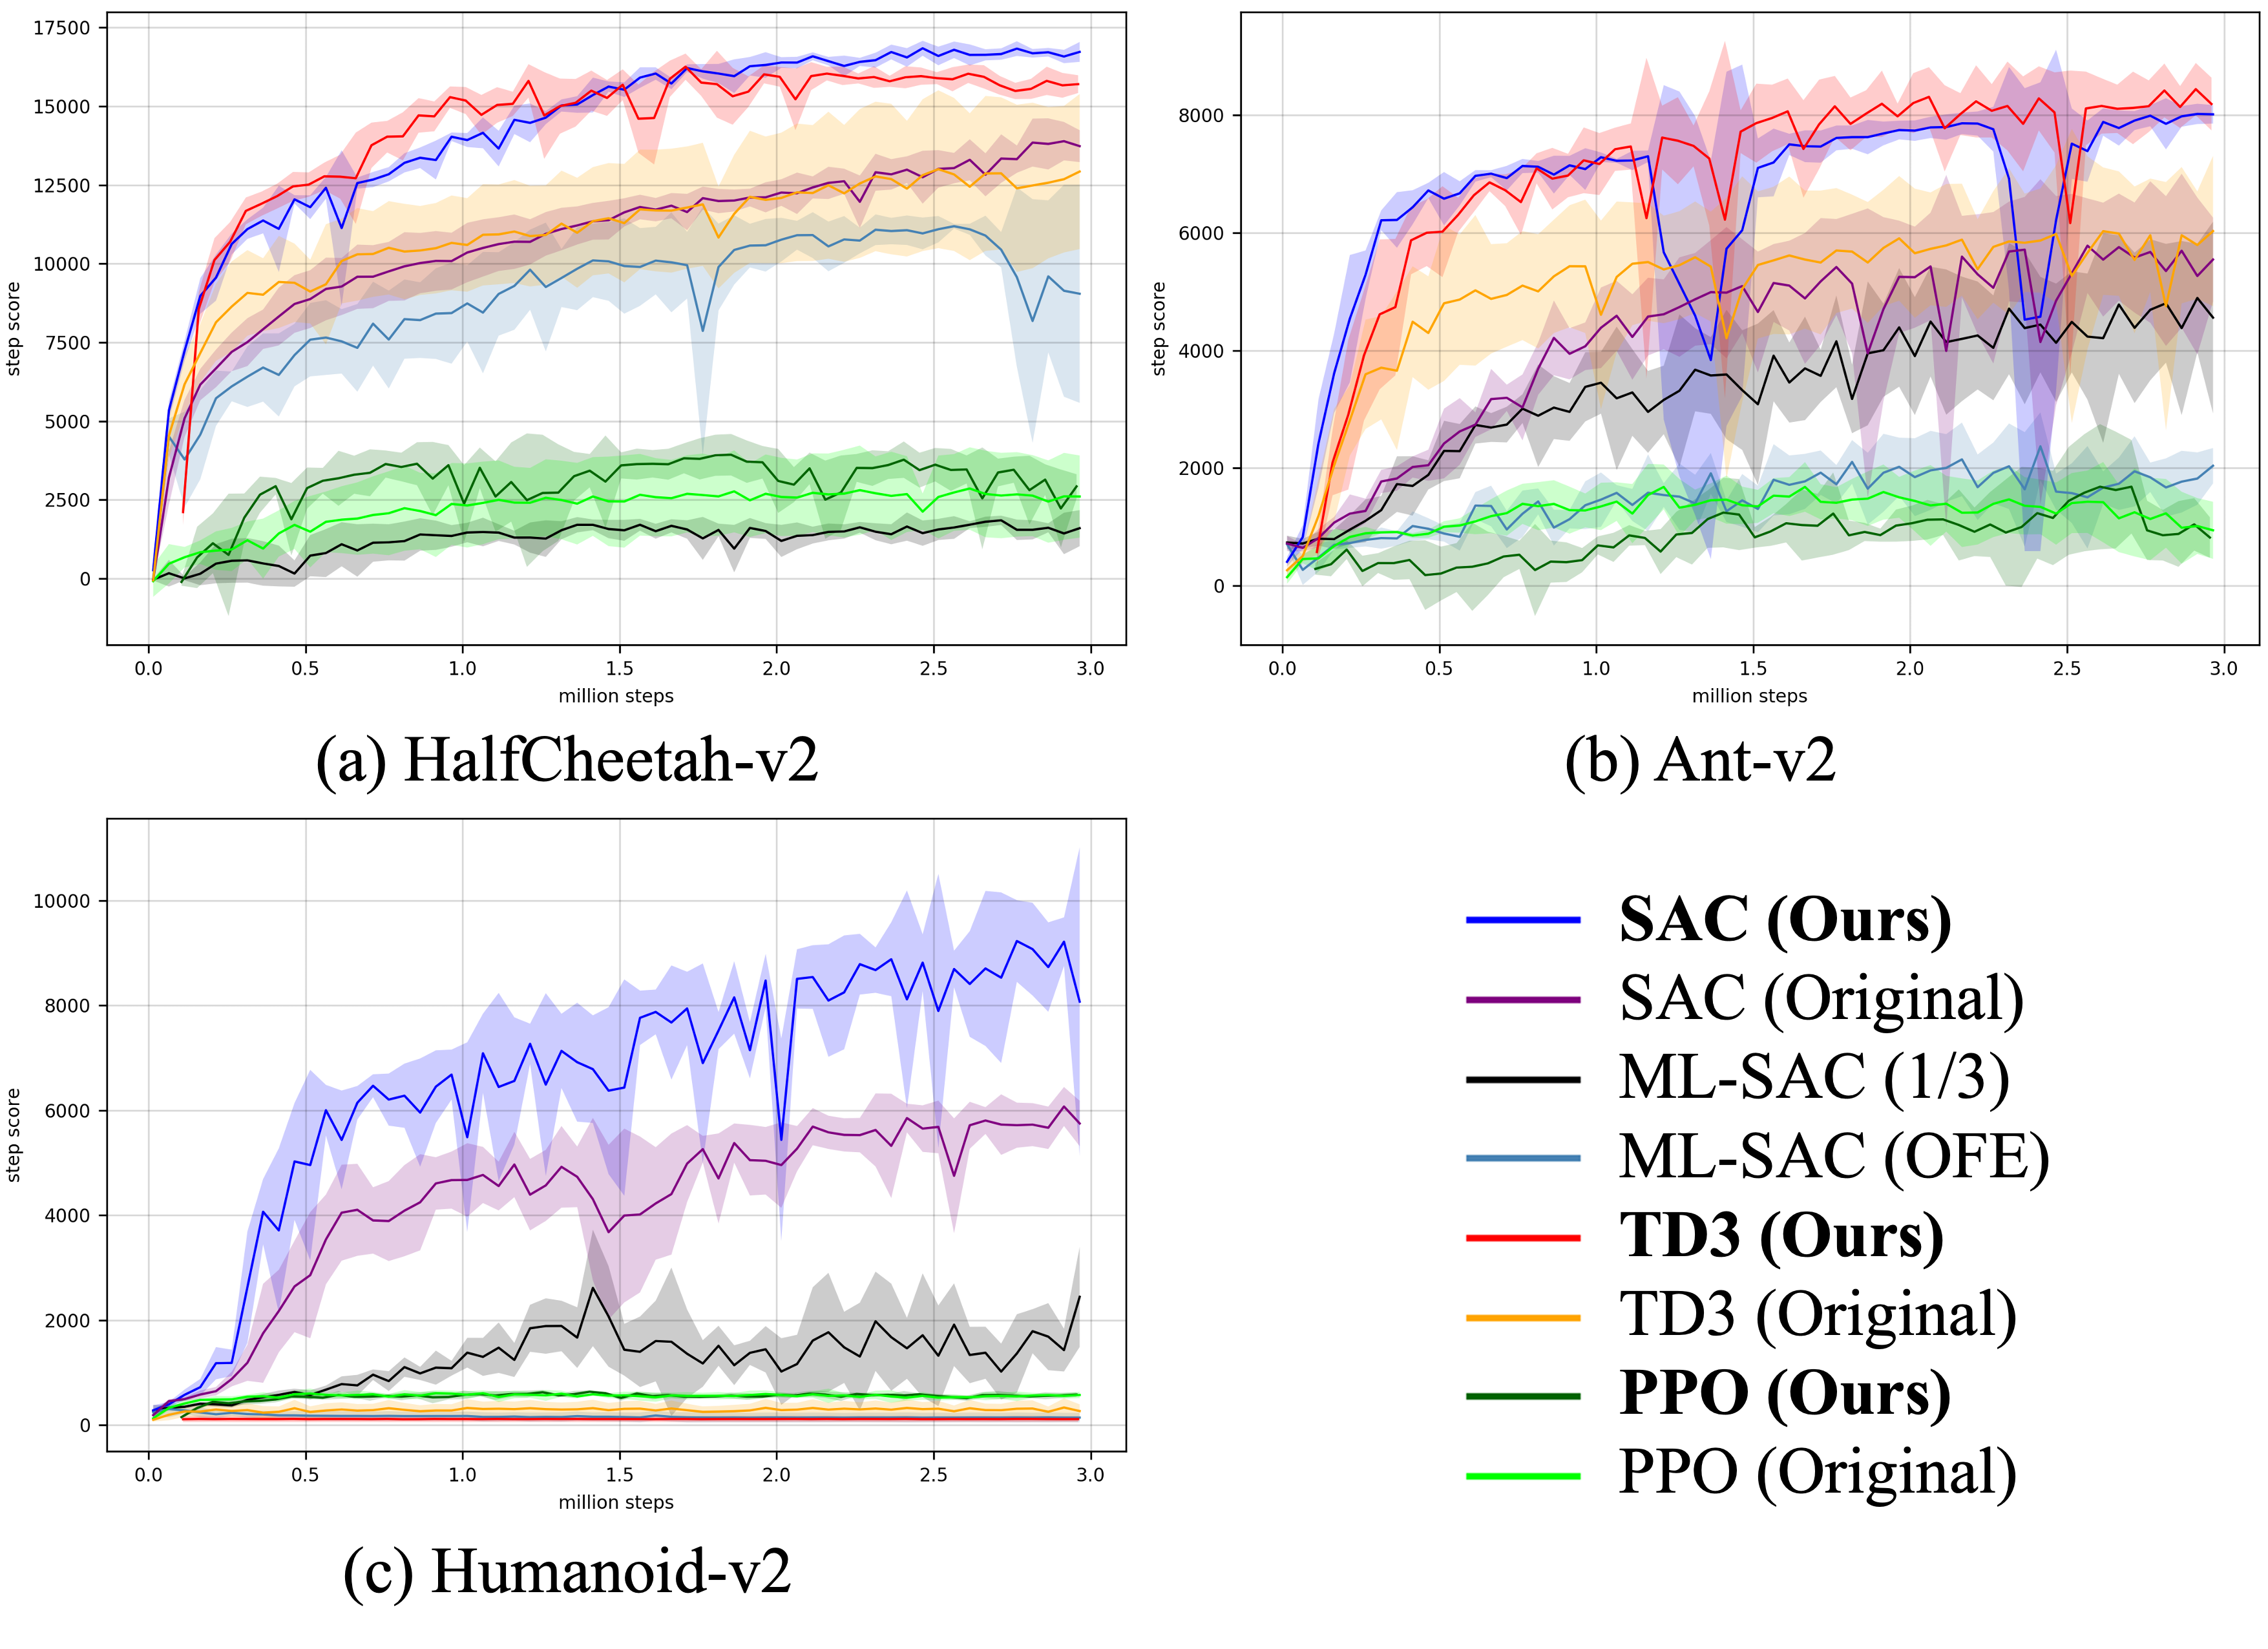 17500
15000
12500
10000
7500
5000
2500
0
step score
0.0 0.5 1.0 1.5 2.0 2.5 3.0
million steps
(a) HalfCheetah-v2
8000
6000
4000
2000
0
step score
0.0 0.5 1.0 1.5 2.0 2.5 3.0
million steps
(b) Ant-v2
10000
8000
6000
4000
2000
0
step score
0.0 0.5 1.0 1.5 2.0 2.5 3.0
million steps
(c) Humanoid-v2
SAC (Ours)
SAC (Original)
ML-SAC (1/3)
ML-SAC (OFE)
TD3 (Ours)
TD3 (Original)
PPO (Ours)
PPO (Original)